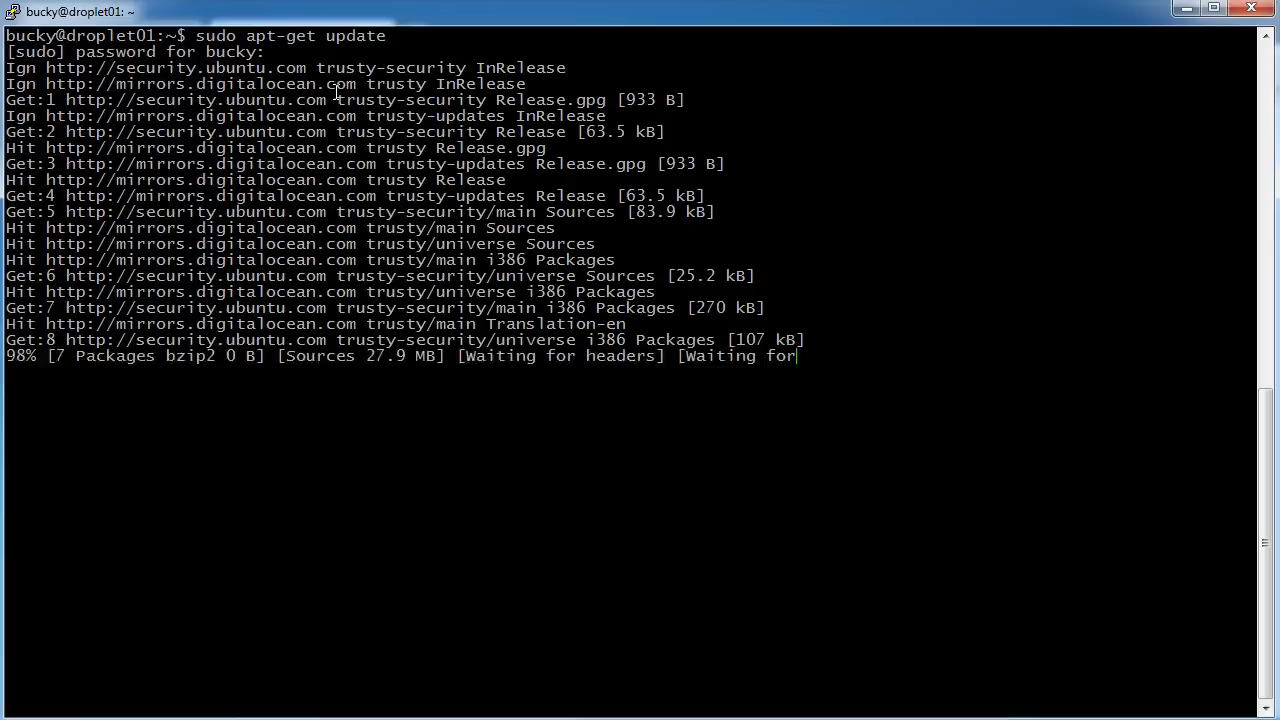 bucky@droplet01: ~
bucky@droplet01:~$ sudo apt-get update
[sudo] password for bucky:
Ign http://security.ubuntu.com trusty-security InRelease
Ign http://mirrors.digitalocean.com trusty InRelease
Get:1 http://security.ubuntu.com trusty-security Release.gpg [933 B]
Ign http://mirrors.digitalocean.com trusty-updates InRelease
Get:2 http://security.ubuntu.com trusty-security Release [63.5 kB]
Hit http://mirrors.digitalocean.com trusty Release.gpg
Get:3 http://mirrors.digitalocean.com trusty-updates Release.gpg [933 B]
Hit http://mirrors.digitalocean.com trusty Release
Get:4 http://mirrors.digitalocean.com trusty-updates Release [63.5 kB]
Get:5 http://security.ubuntu.com trusty-security/main Sources [83.9 kB]
Hit http://mirrors.digitalocean.com trusty/main Sources
Hit http://mirrors.digitalocean.com trusty/universe Sources
Hit http://mirrors.digitalocean.com trusty/main i386 Packages
Get:6 http://security.ubuntu.com trusty-security/universe Sources [25.2 kB]
Hit http://mirrors.digitalocean.com trusty/universe i386 Packages
Get:7 http://security.ubuntu.com trusty-security/main i386 Packages [270 kB]
Hit http://mirrors.digitalocean.com trusty/main Translation-en
Get:8 http://security.ubuntu.com trusty-security/universe i386 Packages [107 kB]
98% [7 Packages bzip2 0 B] [Sources 27.9 MB] [Waiting for headers] [Waiting for